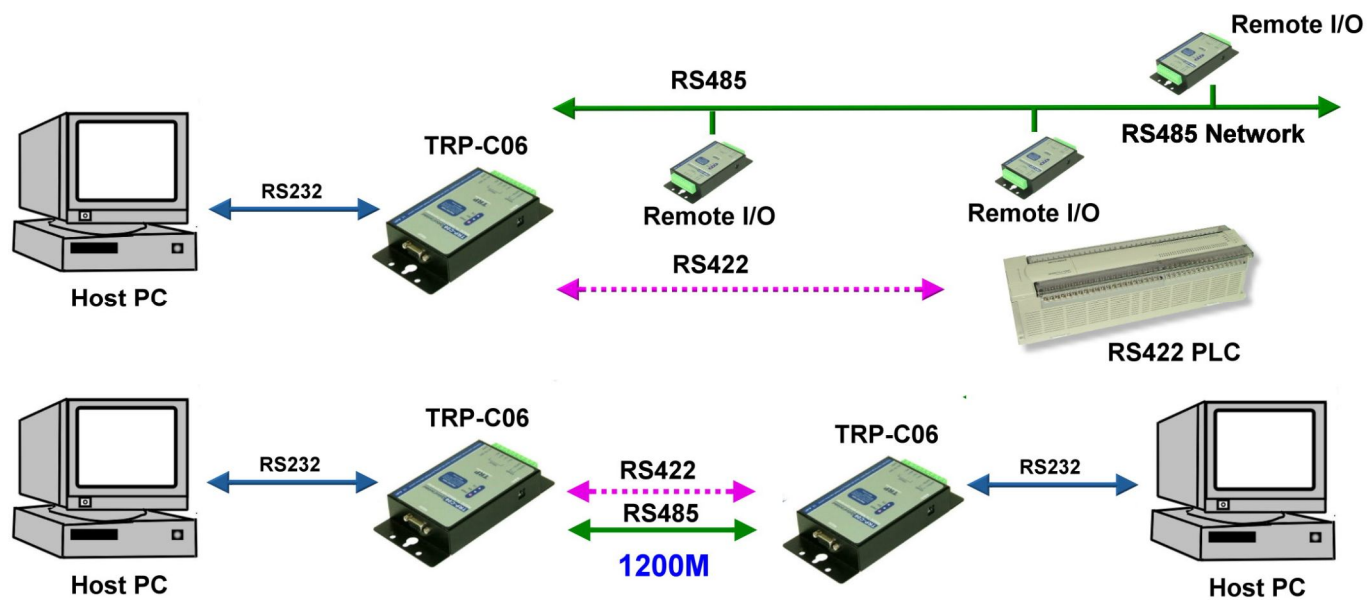 Remote I/O
RS485
RS485 Network
TRP-C06
RS232
Remote I/O
Remote I/O
RS422
Host PC
RS422 PLC
TRP-C06
TRP-C06
RS232
RS422
RS232
RS485
1200M
Host PC
Host PC